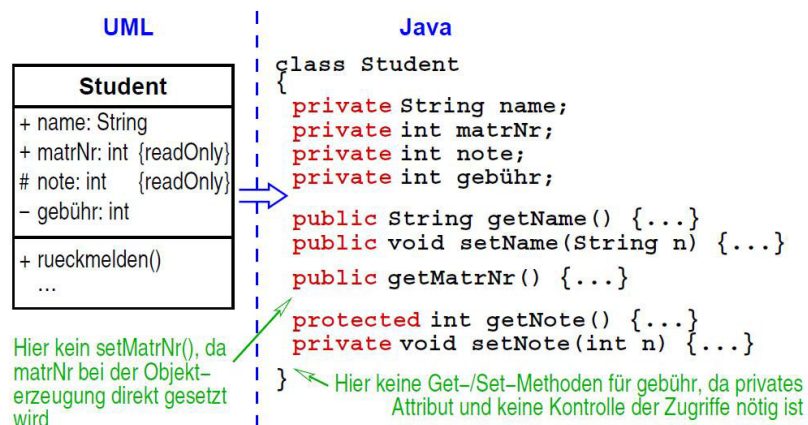 UML
Student
+ name: String
+ matrNr: int {readOnly}
# note: int {readOnly}
− gebühr: int
+ rueckmelden()
...
Hier kein setMatrNr(), da
matrNr bei der Objekt−
erzeugung direkt gesetzt
wird
Java
class Student
{
private String name;
private int matrNr;
private int note;
private int gebühr;
public String getName() {...}
public void setName(String n) {...}
public getMatrNr() {...}
protected int getNote() {...}
private void setNote(int n) {...}
}
Hier keine Get−/Set−Methoden für gebühr, da privates
Attribut und keine Kontrolle der Zugriffe nötig ist